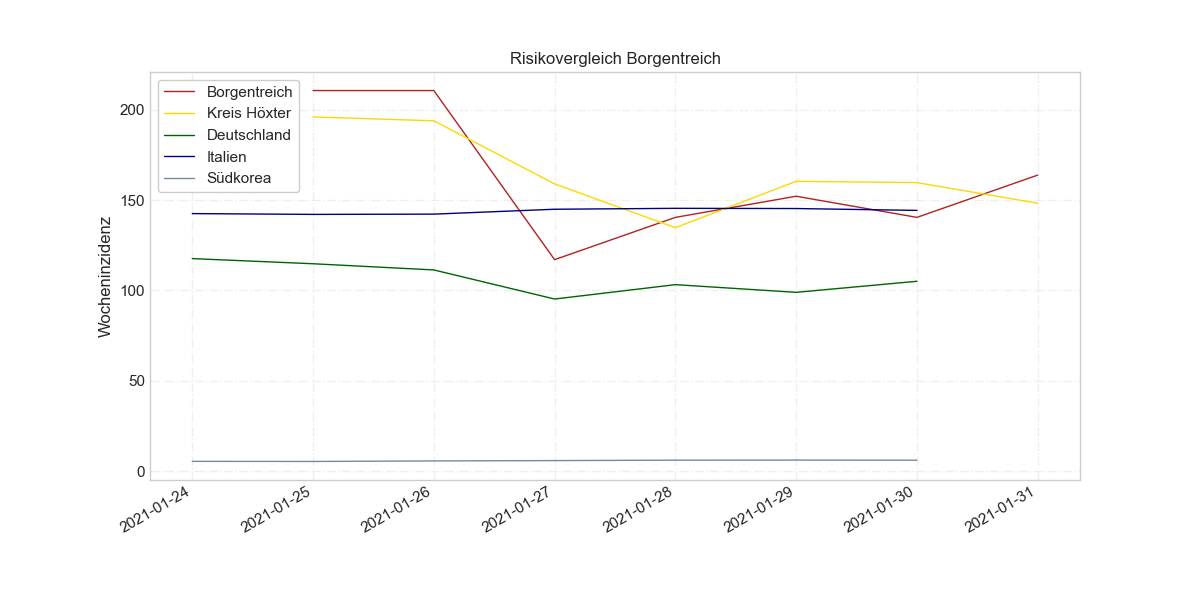 Risikovergleich Borgentreich
Borgentreich
Kreis Höxter
Deutschland
Italien
Südkorea
Wocheninzidenz
200
150
100
50
0
2021-01-24
2021-01-25
2021-01-26
2021-01-27
2021-01-28
2021-01-29
2021-01-30
2021-01-31